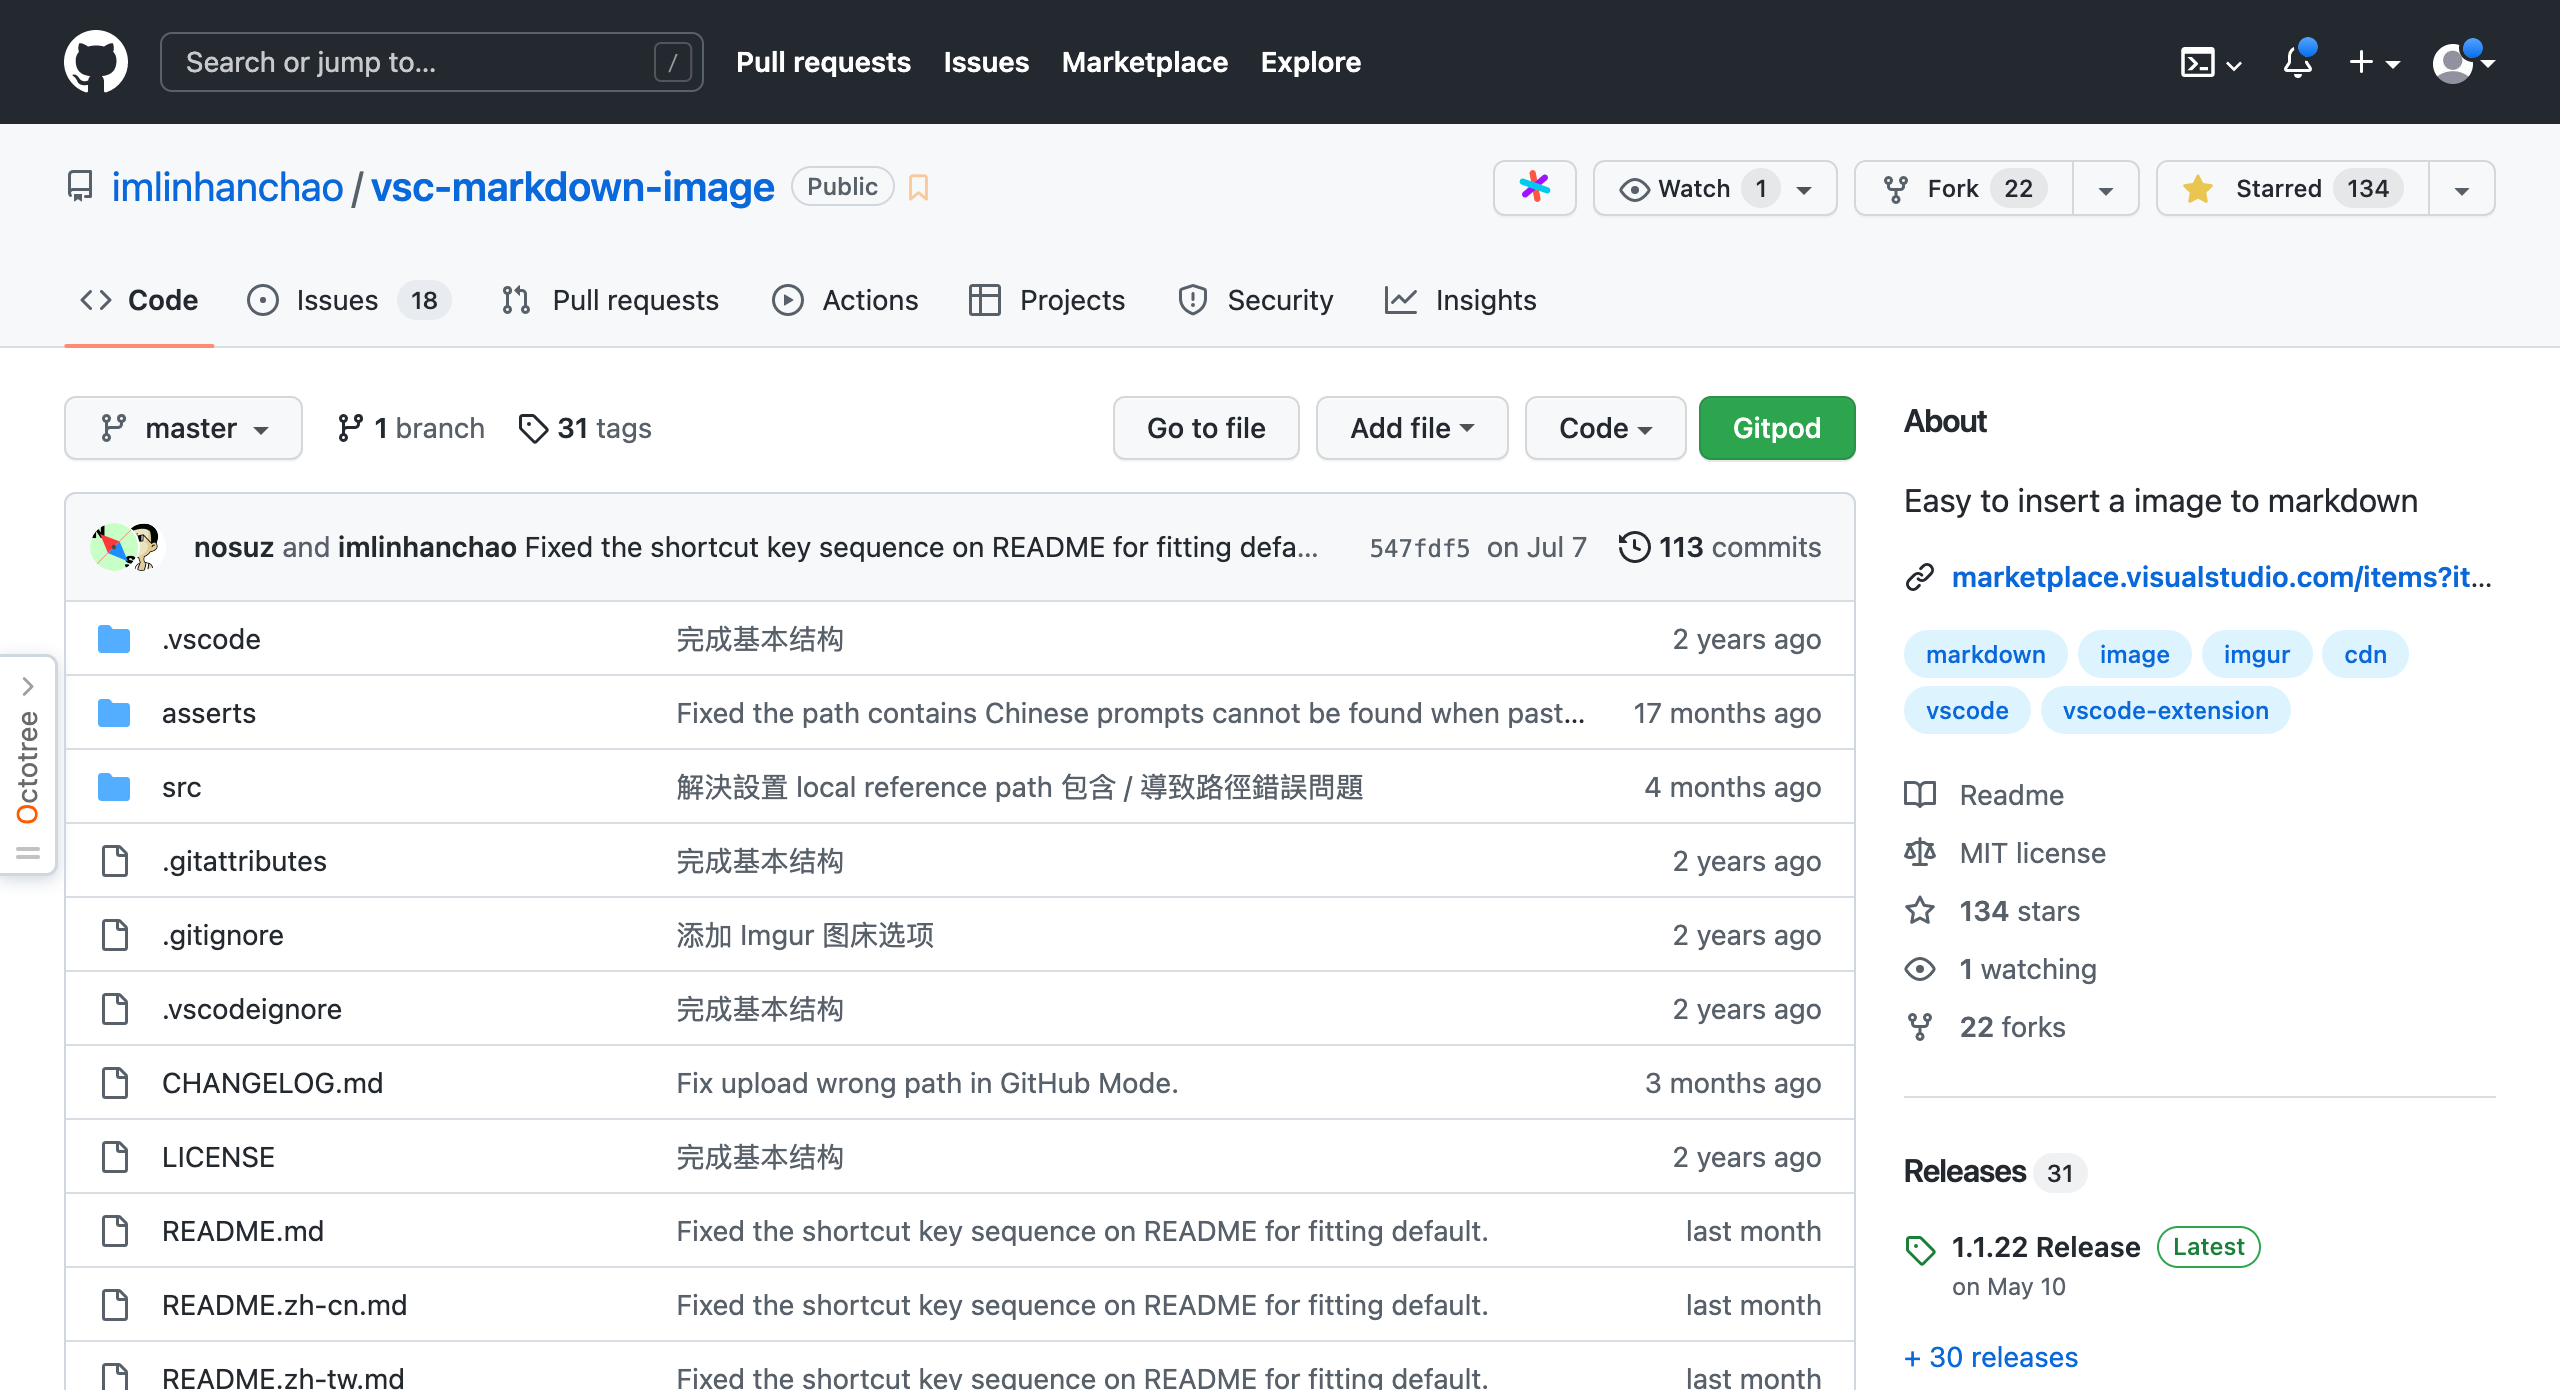 Search or jump to... /
Pull requests Issues Marketplace Explore
imlinhanchao / vsc-markdown-image Public
Watch 1 Fork 22 Starred 134
Code Issues 18 Pull requests Actions Projects Security Insights
master 1 branch 31 tags
Go to file Add file Code Gitpod
nosuz and imlinhanchao Fixed the shortcut key sequence on README for fitting defa... 547fdf5 on Jul 7 113 commits
.vscode 完成基本结构 2 years ago
asserts Fixed the path contains Chinese prompts cannot be found when past... 17 months ago
src 解決設置 local reference path 包含 / 導致路徑錯誤問題 4 months ago
.gitattributes 完成基本结构 2 years ago
.gitignore 添加 Imgur 图床选项 2 years ago
.vscodeignore 完成基本结构 2 years ago
CHANGELOG.md Fix upload wrong path in GitHub Mode. 3 months ago
LICENSE 完成基本结构 2 years ago
README.md Fixed the shortcut key sequence on README for fitting default. last month
README.zh-cn.md Fixed the shortcut key sequence on README for fitting default. last month
README.zh-tw.md Fixed the shortcut key sequence on README for fitting default. last month
Octotree
About
Easy to insert a image to markdown
marketplace.visualstudio.com/items?it...
markdown image imgur cdn
vscode vscode-extension
Readme
MIT license
134 stars
1 watching
22 forks
Releases 31
1.1.22 Release Latest
on May 10
+ 30 releases